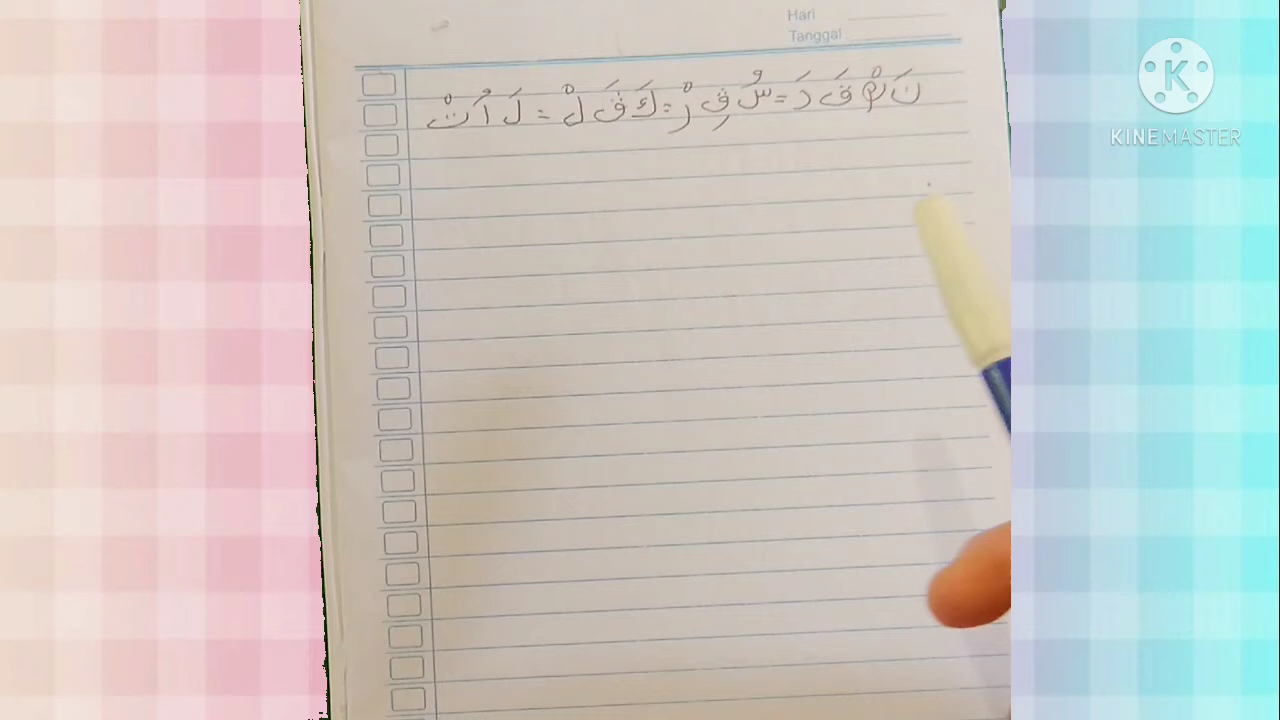 Hari
Tanggal
نَ هْ قَ دَ = سُ ڤِ رْ = كَ ڤَ لْ = لَ اُ تْ
K
KINEMASTER